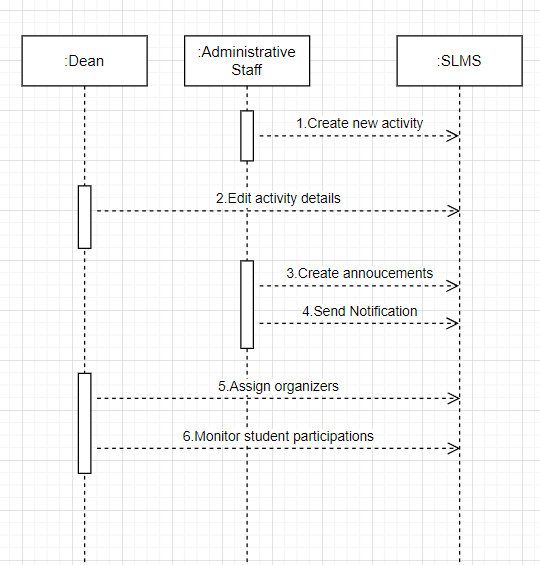 :Dean
:Administrative
Staff
:SLMS
1.Create new activity
2.Edit activity details
3.Create annoucements
4.Send Notification
5.Assign organizers
6.Monitor student participations